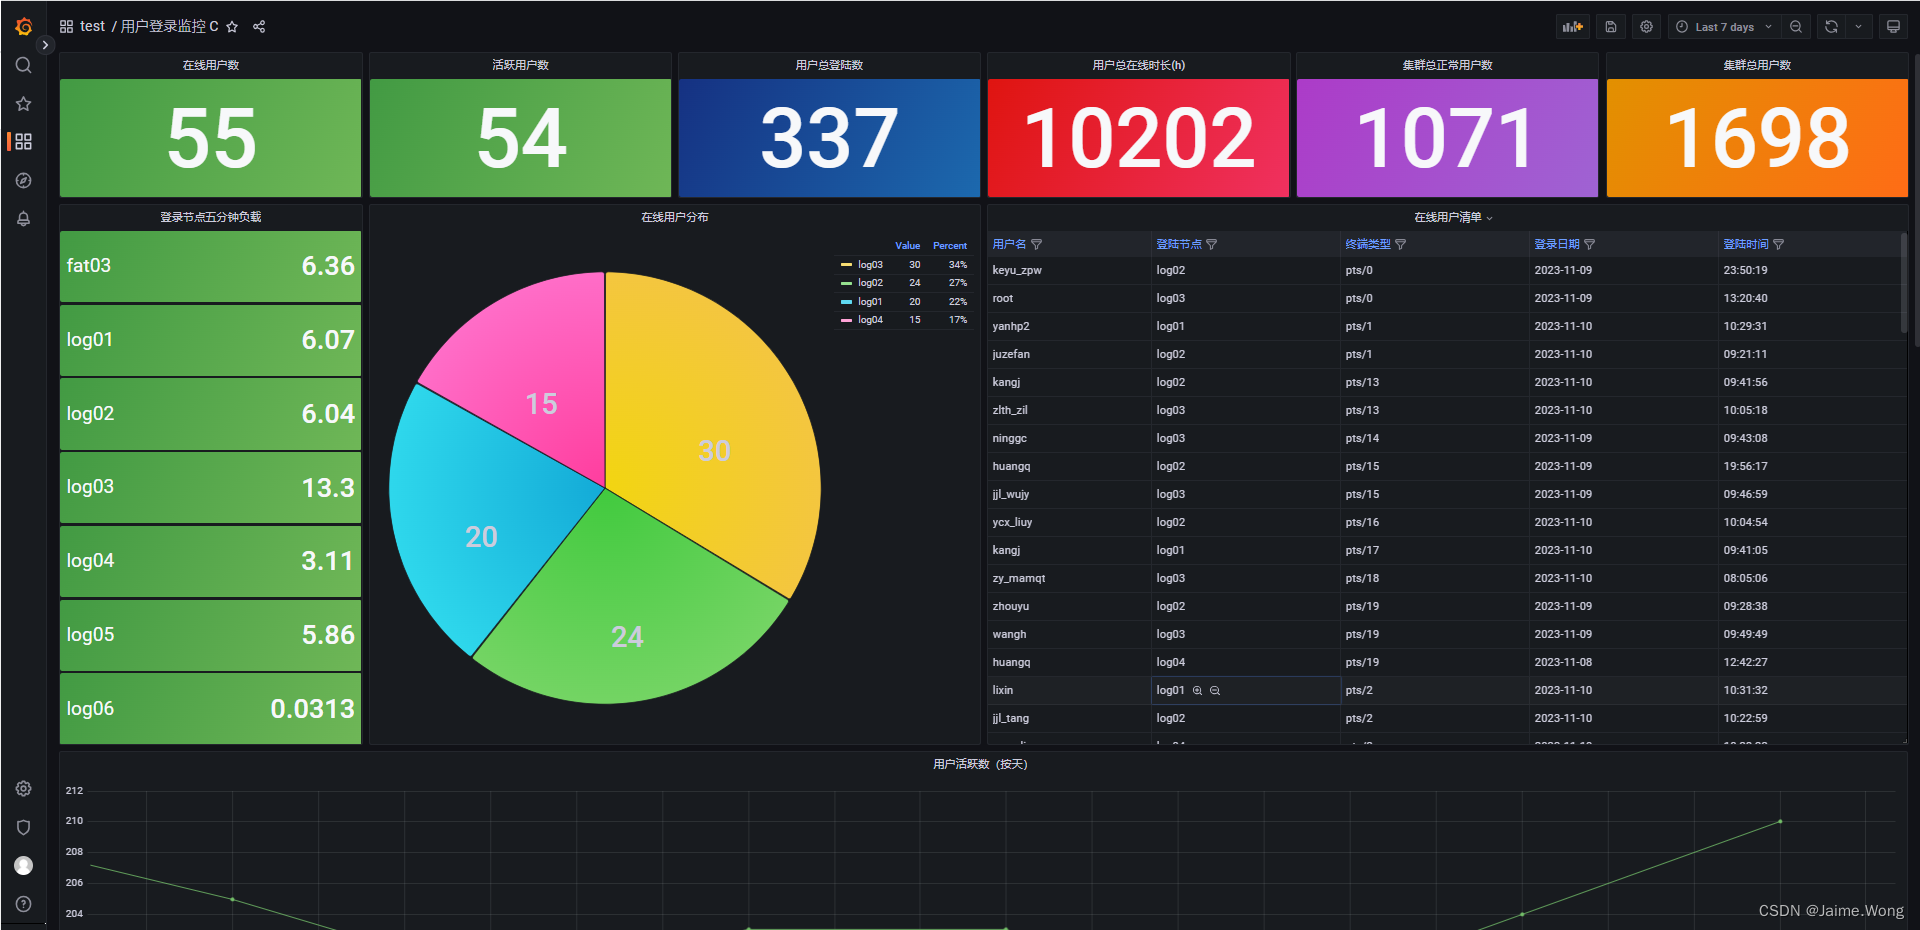 test / 用户登录监控 C
Last 7 days
在线用户数
55
活跃用户数
54
用户总登陆数
337
用户总在线时长(h)
10202
集群总正常用户数
1071
集群总用户数
1698
登录节点五分钟负载
fat03 6.36
log01 6.07
log02 6.04
log03 13.3
log04 3.11
log05 5.86
log06 0.0313
在线用户分布
Value Percent
log03 30 34%
log02 24 27%
log01 20 22%
log04 15 17%
15
30
20
24
在线用户清单
用户名 登陆节点 终端类型 登录日期 登陆时间
keyu_zpw log02 pts/0 2023-11-09 23:50:19
root log03 pts/0 2023-11-09 13:20:40
yanhp2 log01 pts/1 2023-11-10 10:29:31
juzefan log02 pts/1 2023-11-10 09:21:11
kangj log02 pts/13 2023-11-10 09:41:56
zlth_zil log03 pts/13 2023-11-10 10:05:18
ninggc log03 pts/14 2023-11-09 09:43:08
huangq log02 pts/15 2023-11-09 19:56:17
jjl_wujy log03 pts/15 2023-11-09 09:46:59
ycx_liuy log02 pts/16 2023-11-10 10:04:54
kangj log01 pts/17 2023-11-10 09:41:05
zy_mamqt log03 pts/18 2023-11-10 08:05:06
zhouyu log02 pts/19 2023-11-09 09:28:38
wangh log03 pts/19 2023-11-09 09:49:49
huangq log04 pts/19 2023-11-08 12:42:27
lixin log01 pts/2 2023-11-10 10:31:32
jjl_tang log02 pts/2 2023-11-10 10:22:59
用户活跃数（按天）
212
210
208
206
204
CSDN @Jaime.Wong